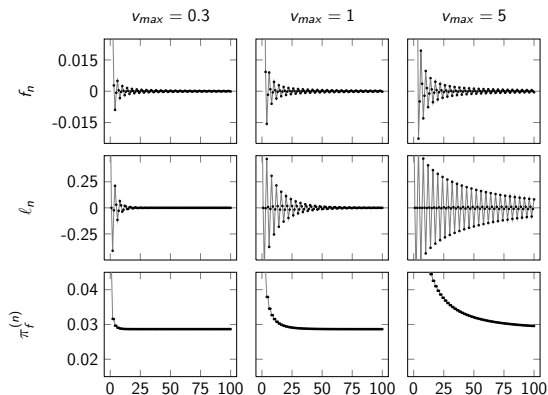 v_max = 0.3 v_max = 1 v_max = 5
0.015
f_n 0
-0.015
0.25
ℓ_n 0
-0.25
0.04
π_f^(n) 0.03
0.02
0 25 50 75 100 0 25 50 75 100 0 25 50 75 100